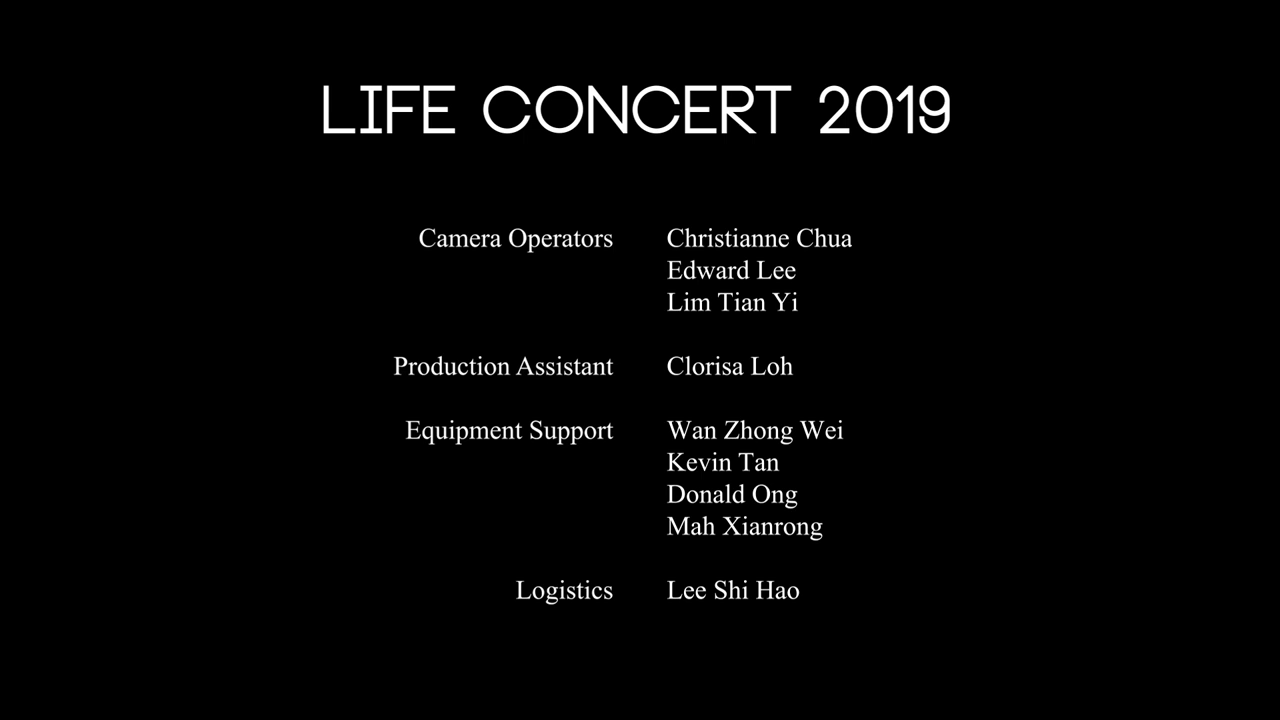 LIFE CONCERT 2019
Camera Operators Christianne Chua
Edward Lee
Lim Tian Yi
Production Assistant Clorisa Loh
Equipment Support Wan Zhong Wei
Kevin Tan
Donald Ong
Mah Xianrong
Logistics Lee Shi Hao